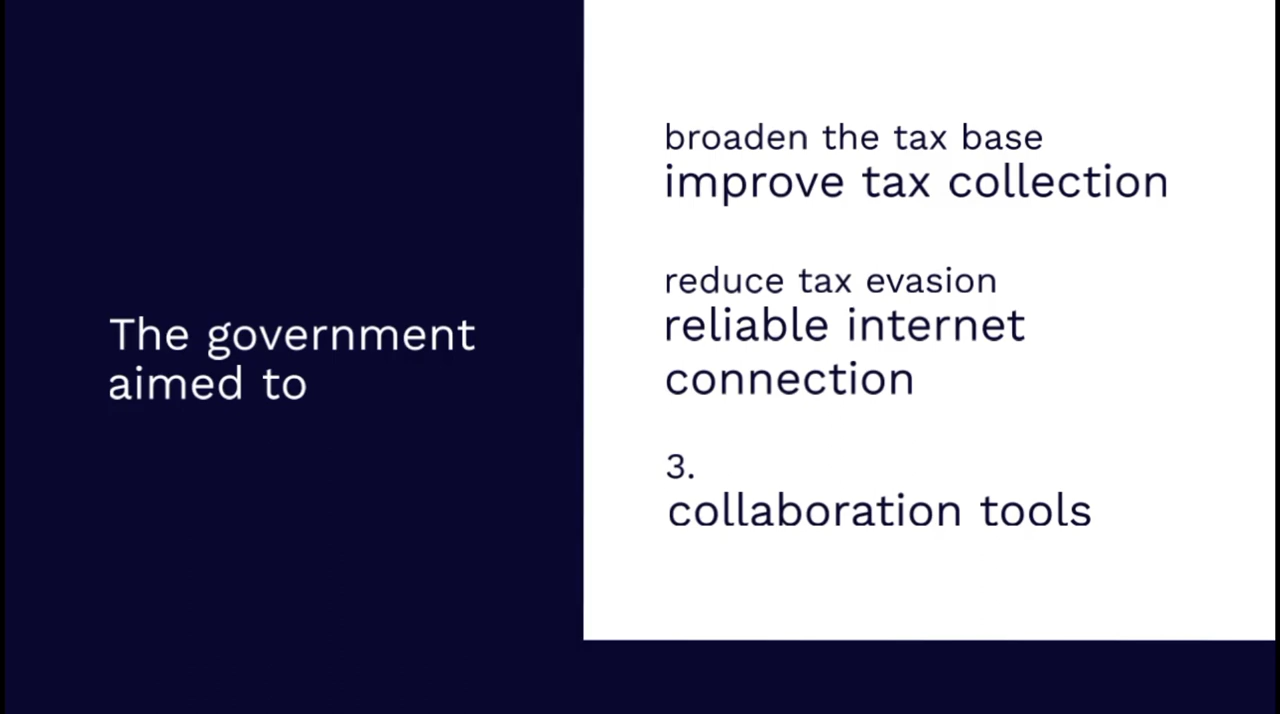 The government
aimed to
broaden the tax base
improve tax collection
reduce tax evasion
reliable internet
connection
3.
collaboration tools